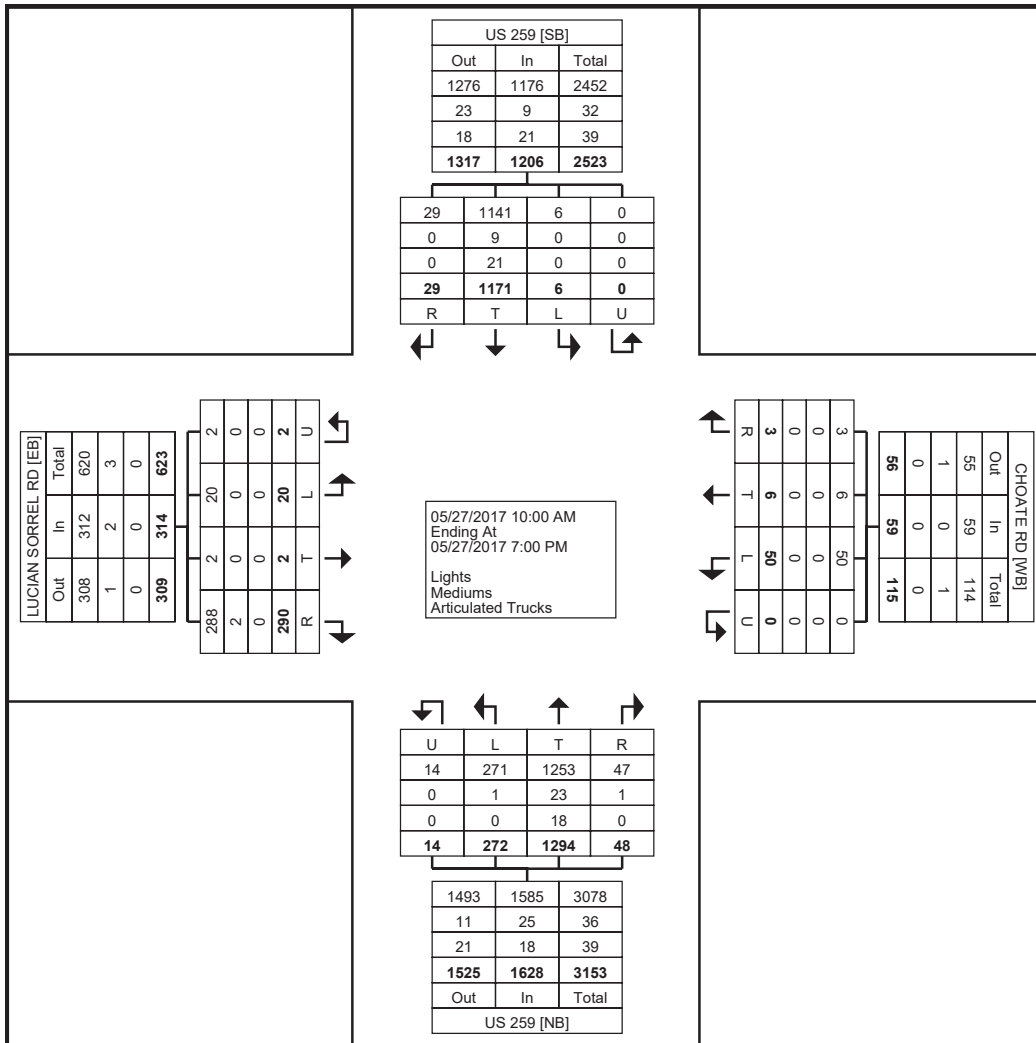 US 259 [SB]
Out In Total
1276 1176 2452
23 9 32
18 21 39
1317 1206 2523
29 1141 6 0
0 9 0 0
0 21 0 0
29 1171 6 0
R T L U
LUCIAN SORREL RD [EB]
Total In Out
620 312 308
3 2 1
0 0 0
623 314 309
2 20 2 288
0 0 0 2
0 0 0 0
2 20 2 290
U L T R
05/27/2017 10:00 AM
Ending At
05/27/2017 7:00 PM
Lights
Mediums
Articulated Trucks
CHOATE RD [WB]
Out In Total
55 59 114
1 0 1
0 0 0
56 59 115
3 6 50 0
0 0 0 0
0 0 0 0
3 6 50 0
R T L U
U L T R
14 271 1253 47
0 1 23 1
0 0 18 0
14 272 1294 48
1493 1585 3078
11 25 36
21 18 39
1525 1628 3153
Out In Total
US 259 [NB]